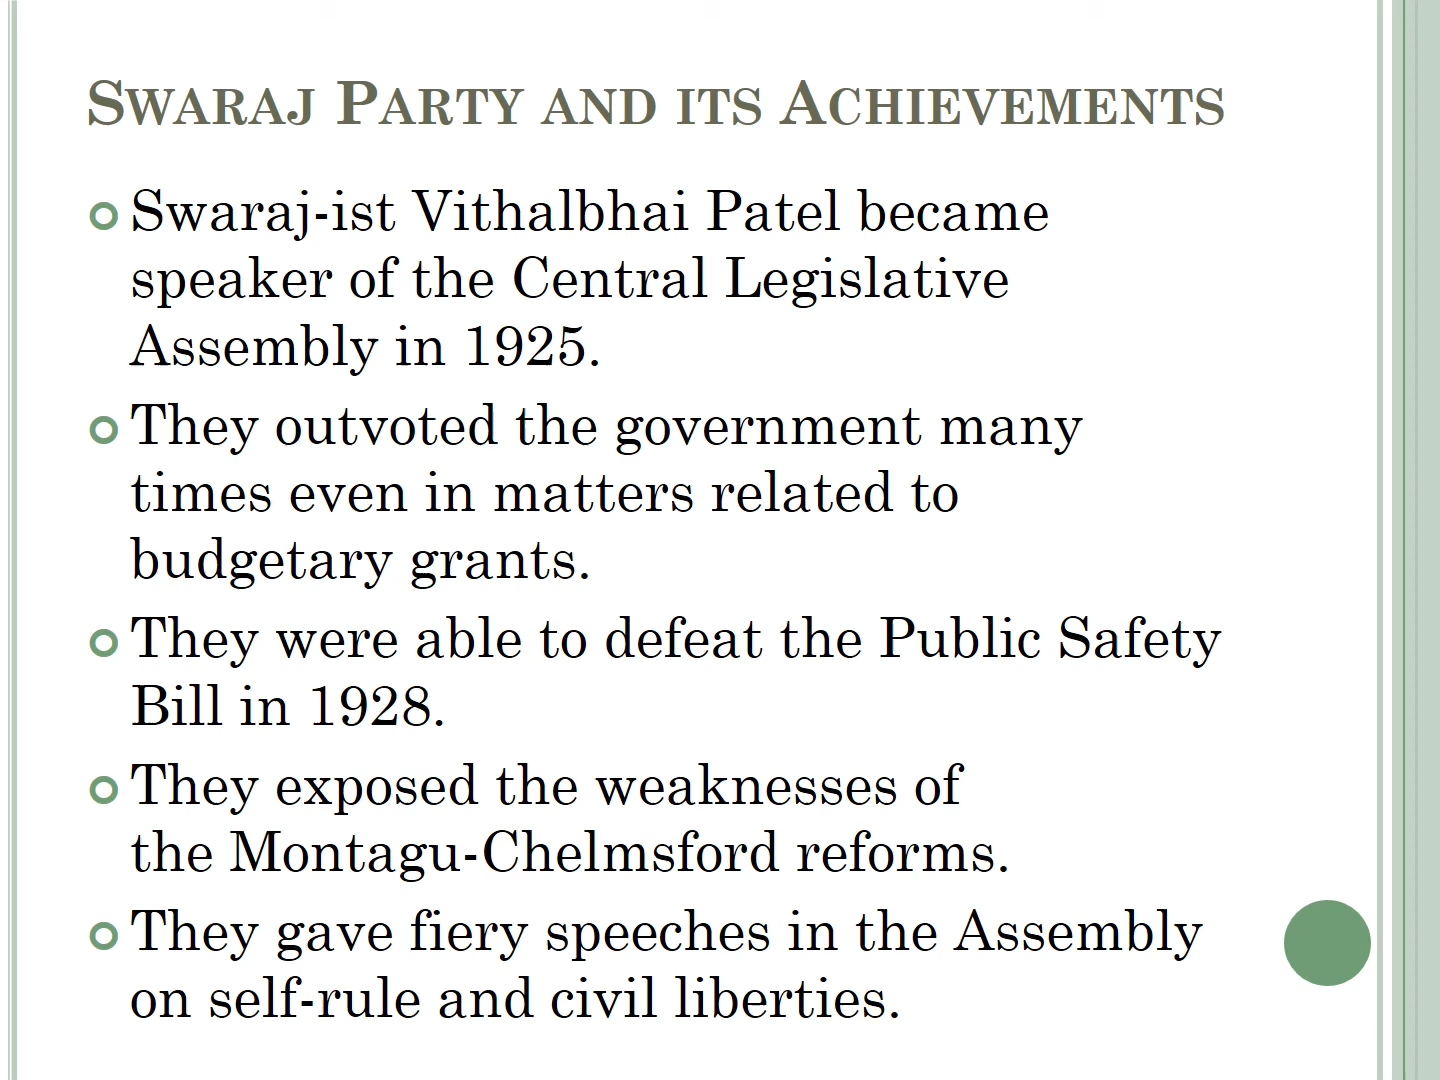 Swaraj Party and its Achievements
Swaraj-ist Vithalbhai Patel became
speaker of the Central Legislative
Assembly in 1925.
They outvoted the government many
times even in matters related to
budgetary grants.
They were able to defeat the Public Safety
Bill in 1928.
They exposed the weaknesses of
the Montagu-Chelmsford reforms.
They gave fiery speeches in the Assembly
on self-rule and civil liberties.